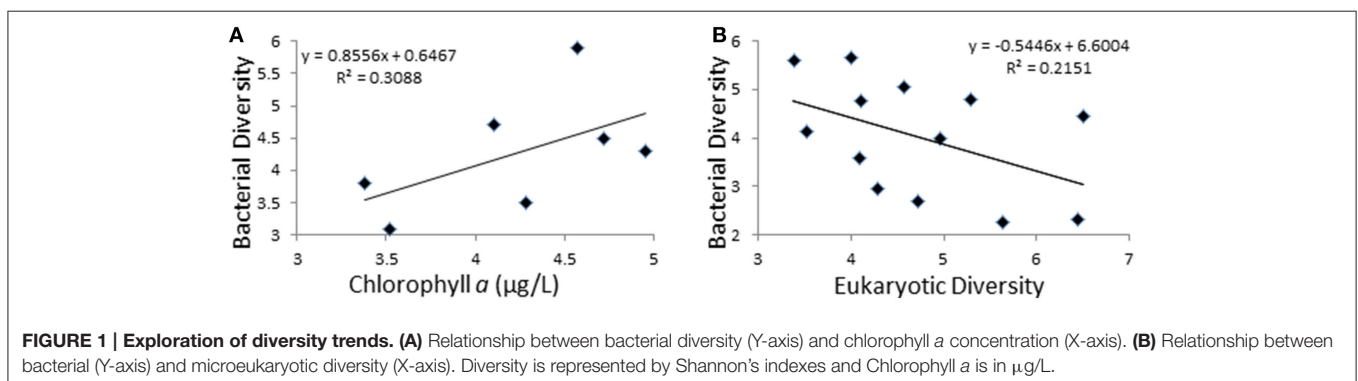 A
y = 0.8556x + 0.6467
R² = 0.3088
Bacterial Diversity
6
5.5
5
4.5
4
3.5
3
3
3.5
4
4.5
5
Chlorophyll a (µg/L)
B
y = -0.5446x + 6.6004
R² = 0.2151
Bacterial Diversity
6
5
4
3
2
3
4
5
6
7
Eukaryotic Diversity
FIGURE 1 | Exploration of diversity trends. (A) Relationship between bacterial diversity (Y-axis) and chlorophyll a concentration (X-axis). (B) Relationship between
bacterial (Y-axis) and microeukaryotic diversity (X-axis). Diversity is represented by Shannon's indexes and Chlorophyll a is in µg/L.